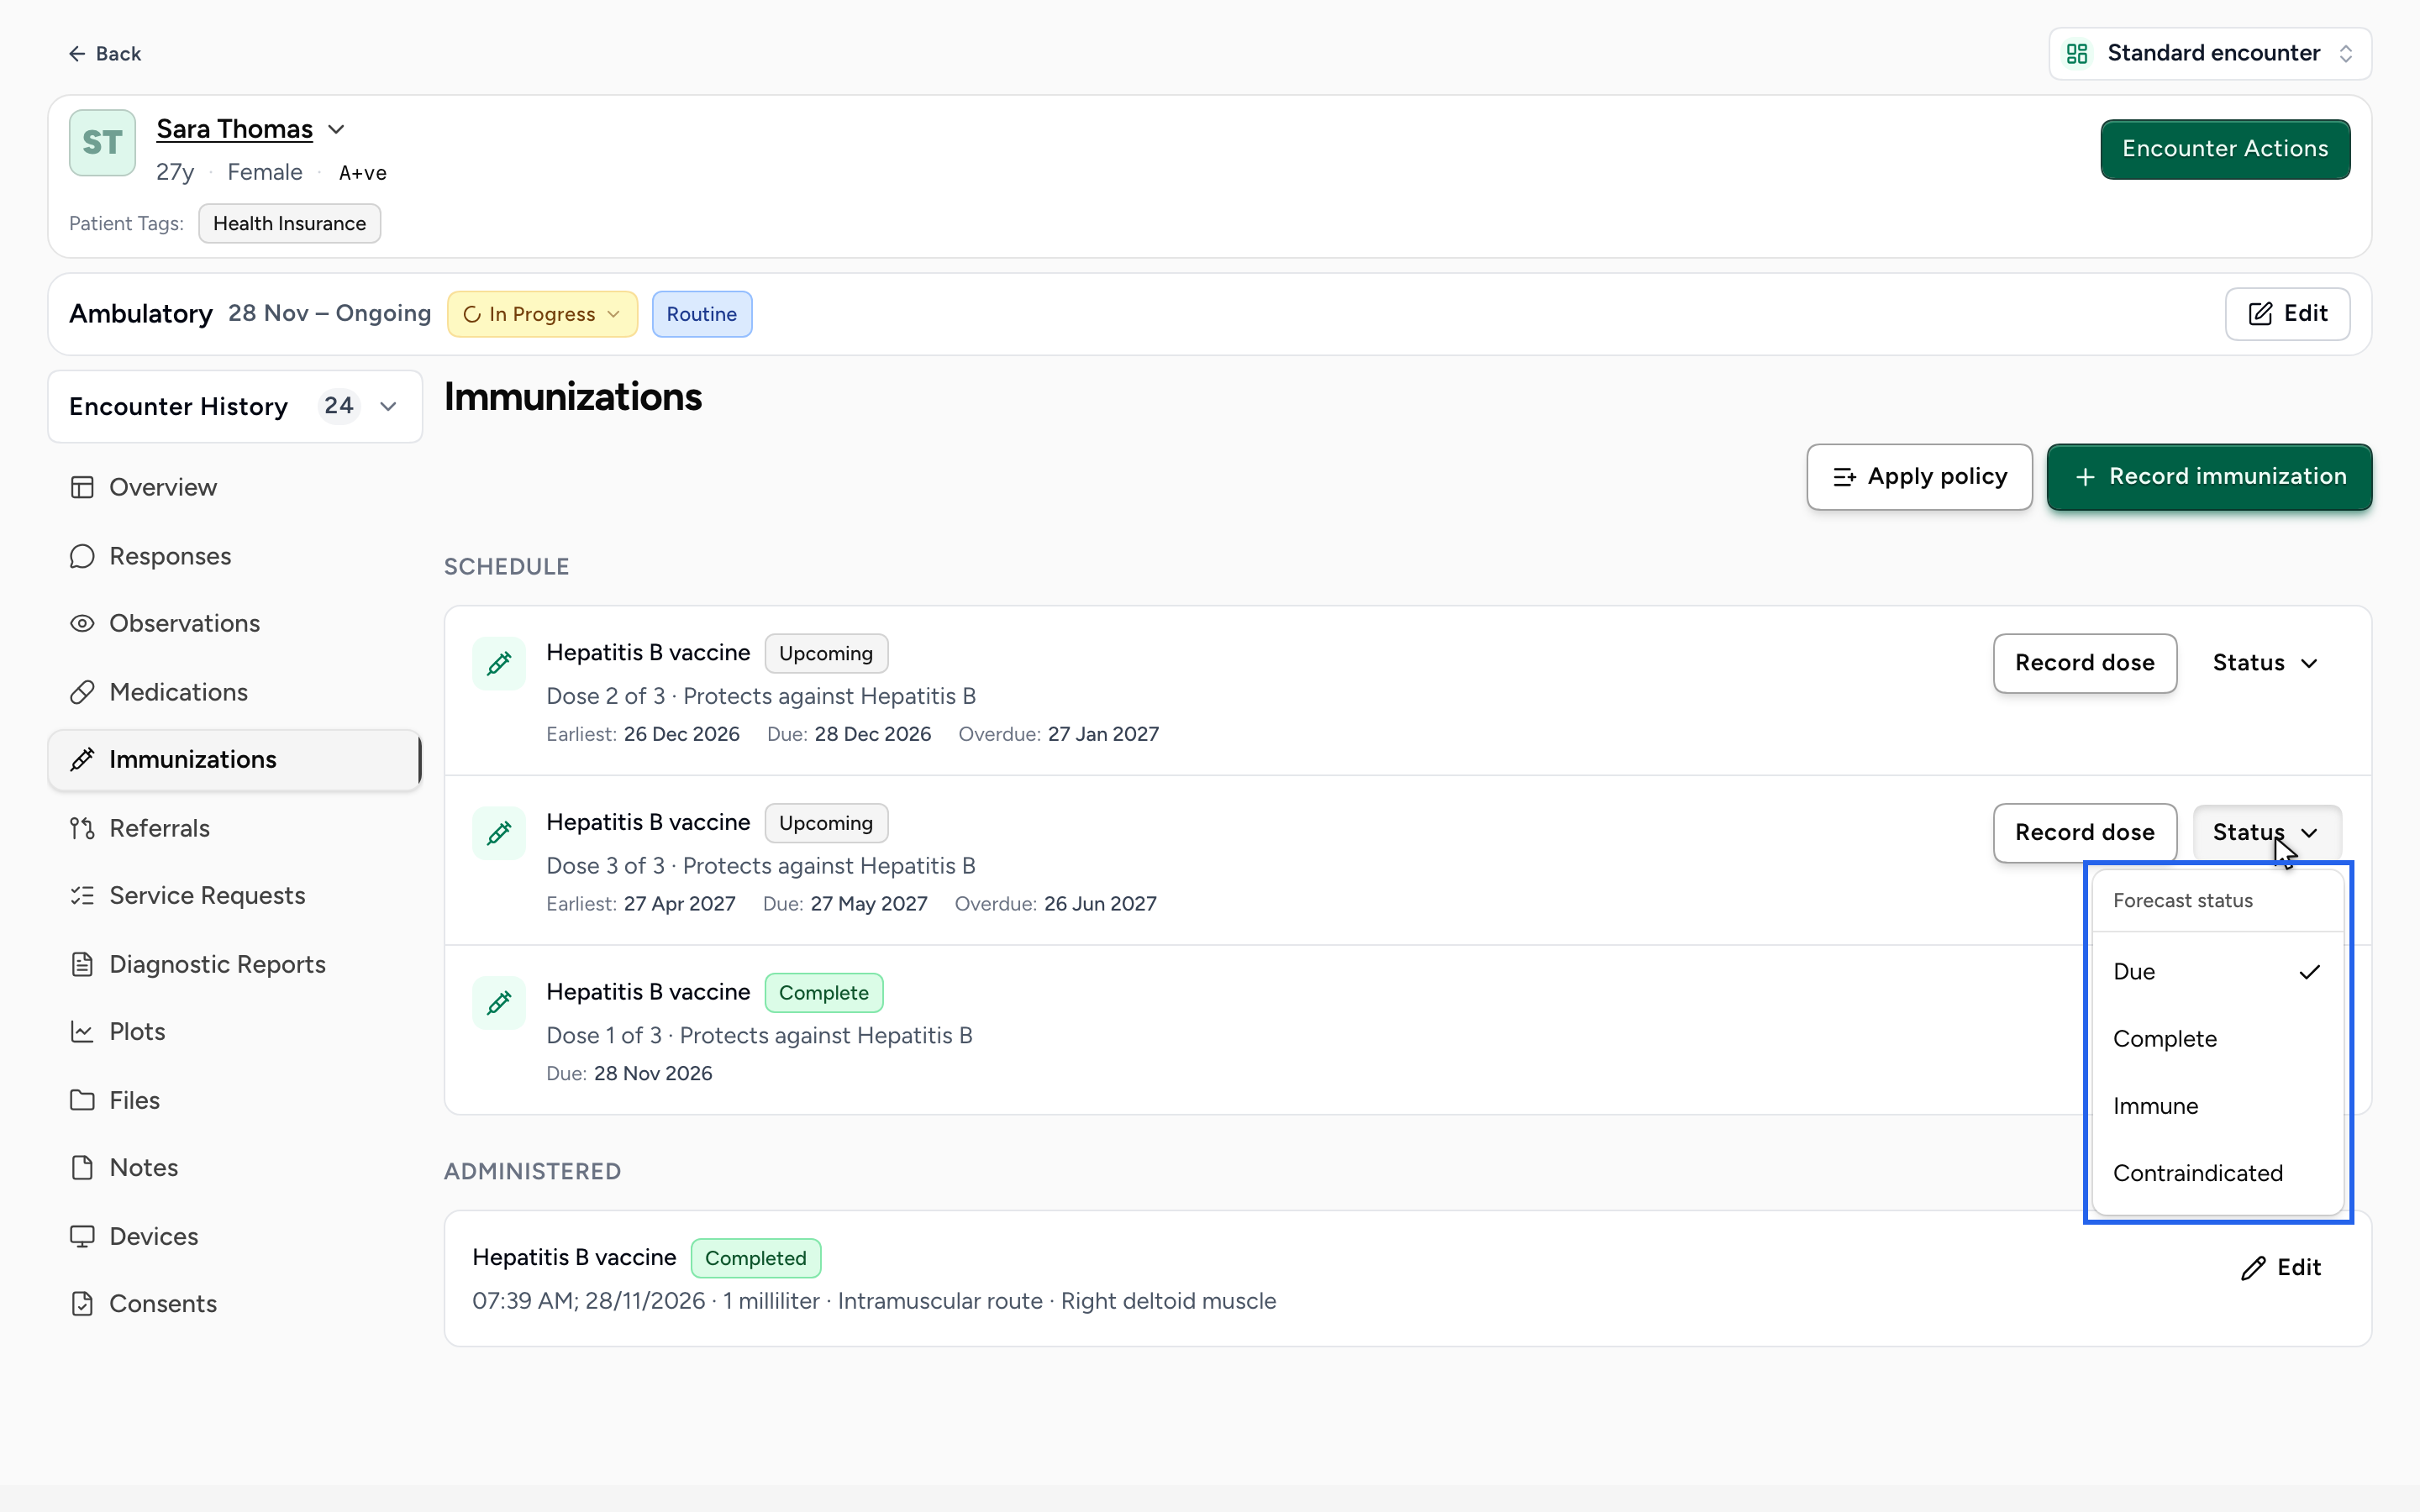 Back
Standard encounter
ST
Sara Thomas
27y · Female · A+ve
Encounter Actions
Patient Tags: Health Insurance
Ambulatory 28 Nov – Ongoing In Progress Routine
Edit
Encounter History 24
Overview
Responses
Observations
Medications
Immunizations
Referrals
Service Requests
Diagnostic Reports
Plots
Files
Notes
Devices
Consents
Immunizations
Apply policy
Record immunization
SCHEDULE
Hepatitis B vaccine Upcoming
Dose 2 of 3 · Protects against Hepatitis B
Earliest: 26 Dec 2026 Due: 28 Dec 2026 Overdue: 27 Jan 2027
Record dose Status
Hepatitis B vaccine Upcoming
Dose 3 of 3 · Protects against Hepatitis B
Earliest: 27 Apr 2027 Due: 27 May 2027 Overdue: 26 Jun 2027
Record dose Status
Forecast status
Due
Complete
Immune
Contraindicated
Hepatitis B vaccine Complete
Dose 1 of 3 · Protects against Hepatitis B
Due: 28 Nov 2026
ADMINISTERED
Hepatitis B vaccine Completed
07:39 AM; 28/11/2026 · 1 milliliter · Intramuscular route · Right deltoid muscle
Edit